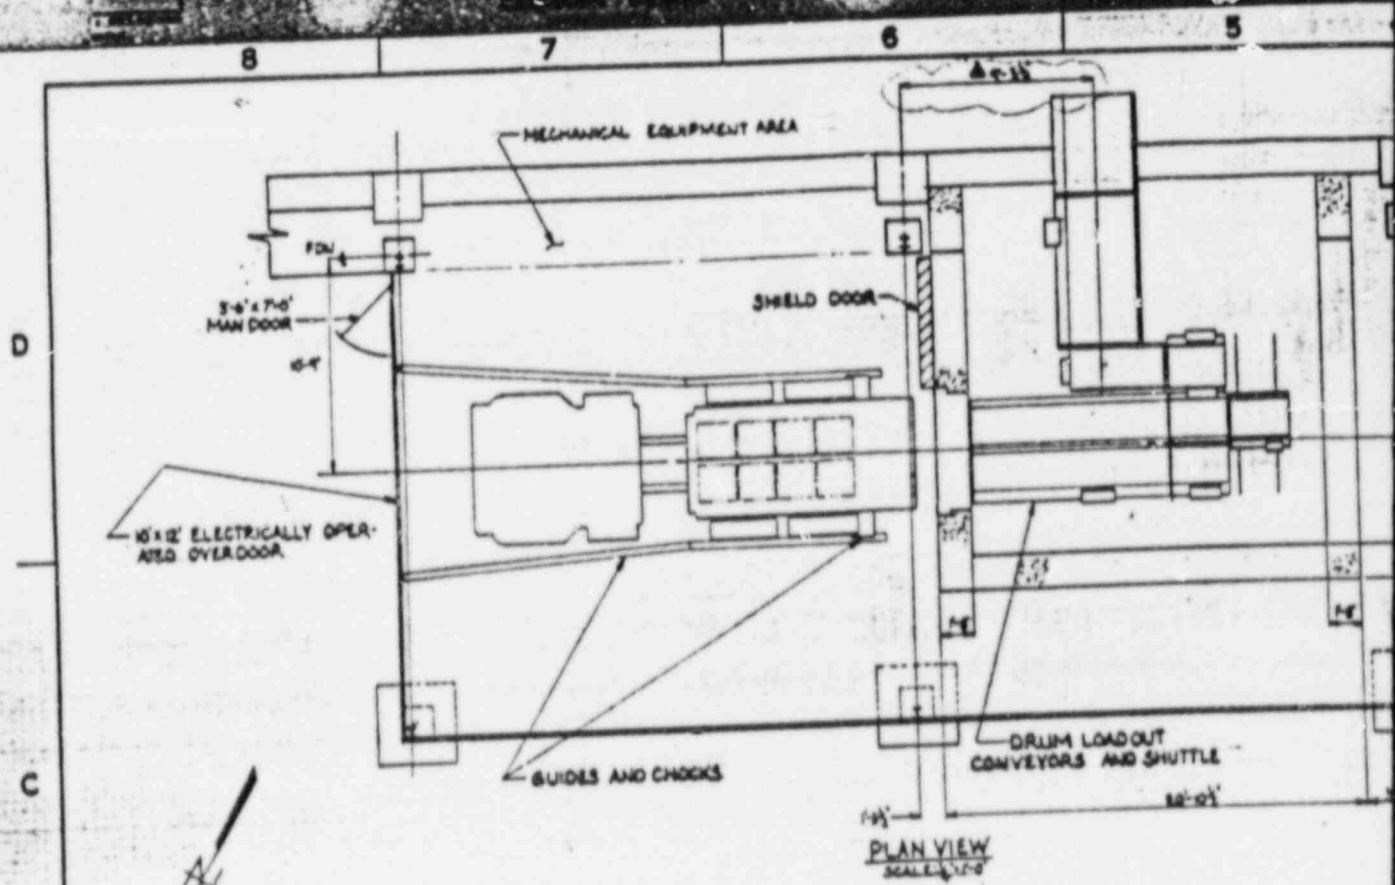 8 7 6 5
MECHANICAL EQUIPMENT AREA
SHIELD DOOR
MAN DOOR
D
10'X12' ELECTRICALLY OPER-
ATED OVERDOOR
GUIDES AND CHOCKS
DRUM LOADOUT
CONVEYORS AND SHUTTLE
C
PLAN VIEW